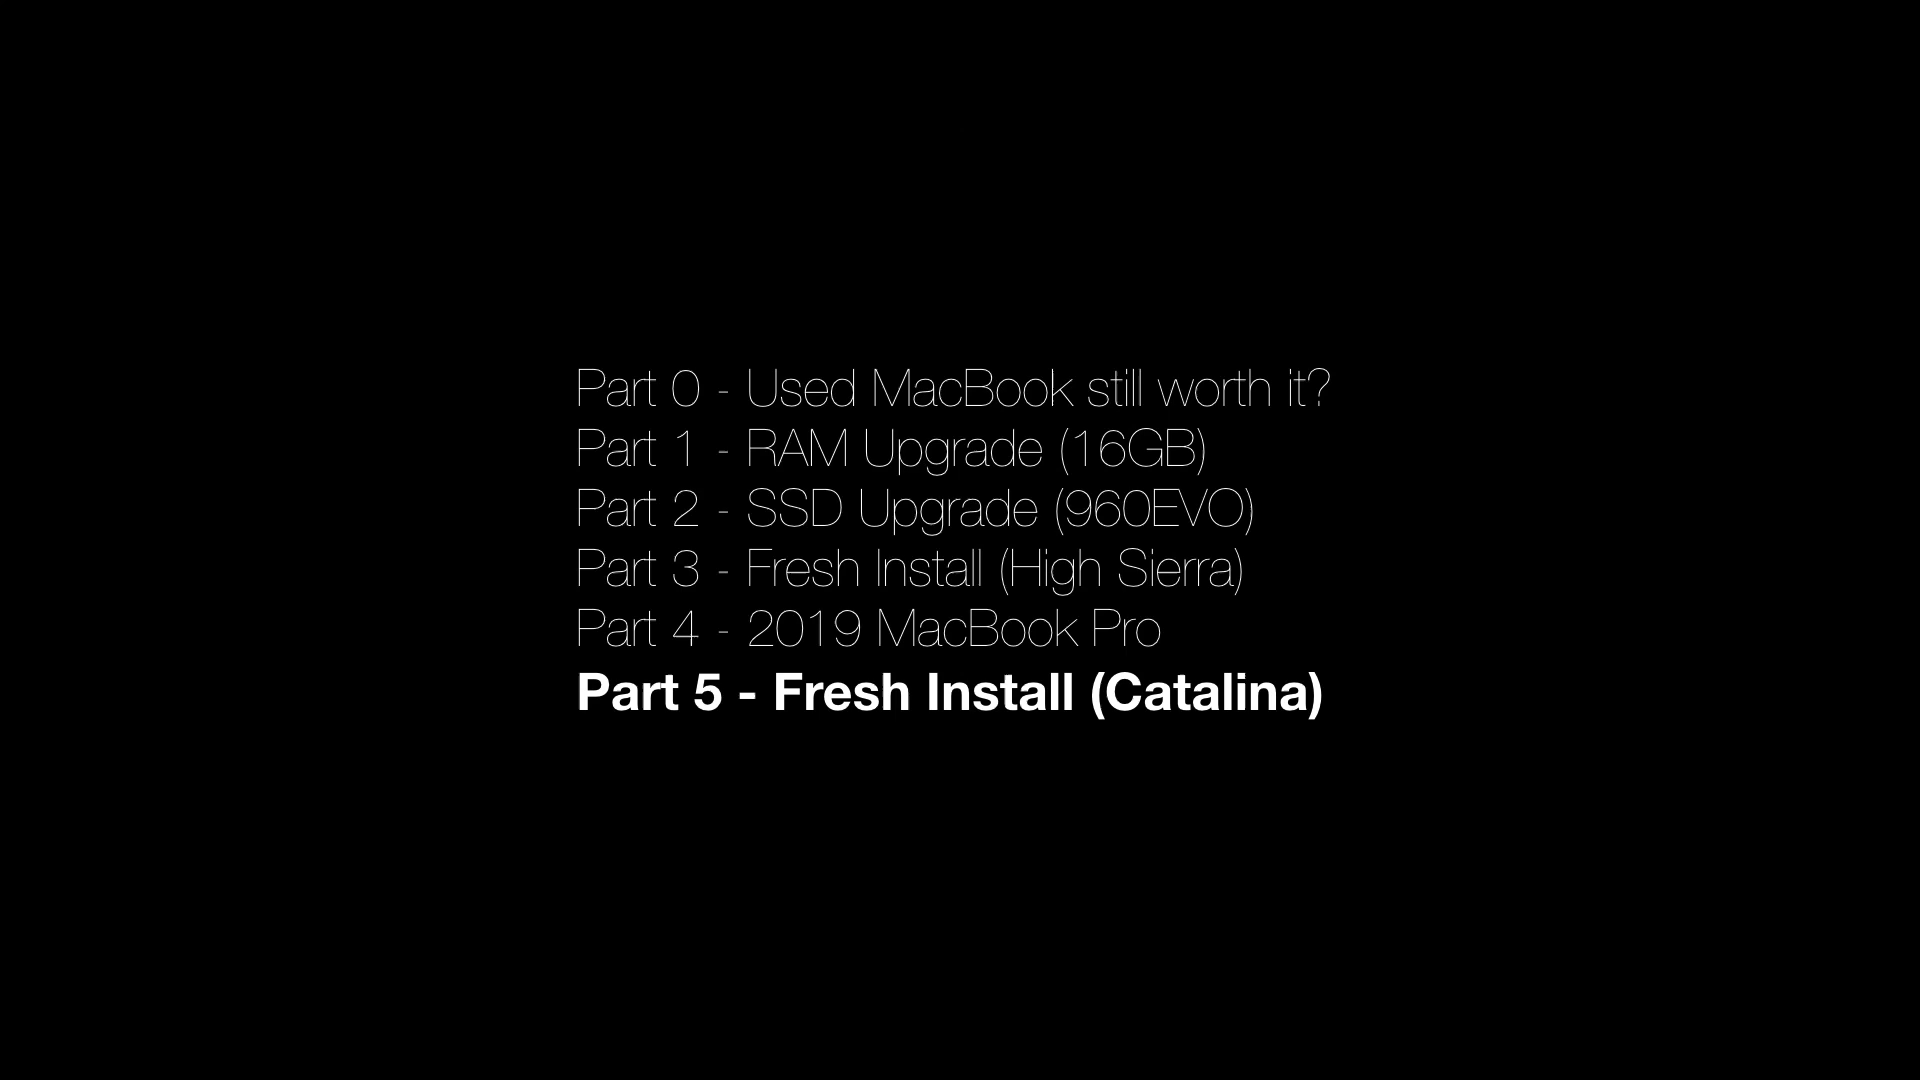 Part 0 - Used MacBook still worth it?
Part 1 - RAM Upgrade (16GB)
Part 2 - SSD Upgrade (960EVO)
Part 3 - Fresh Install (High Sierra)
Part 4 - 2019 MacBook Pro
Part 5 - Fresh Install (Catalina)